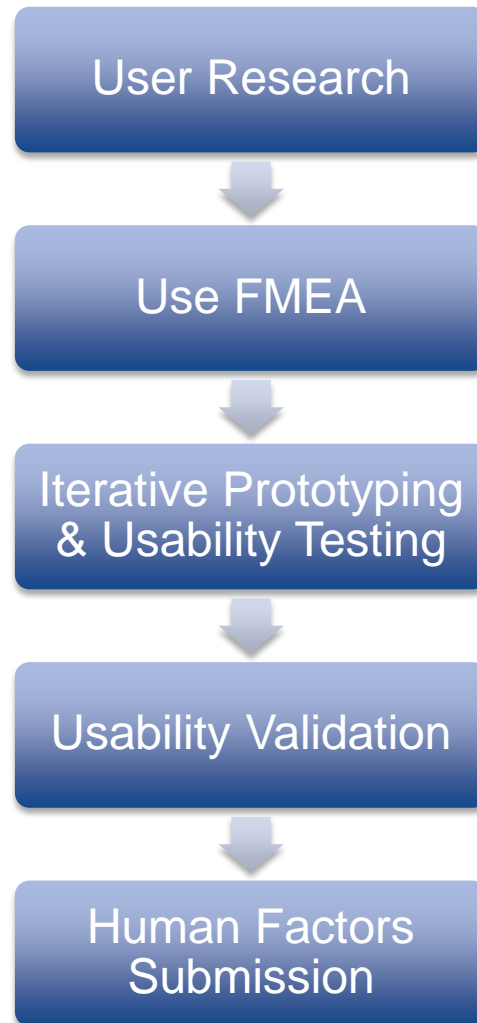 User Research
Use FMEA
Iterative Prototyping
& Usability Testing
Usability Validation
Human Factors
Submission